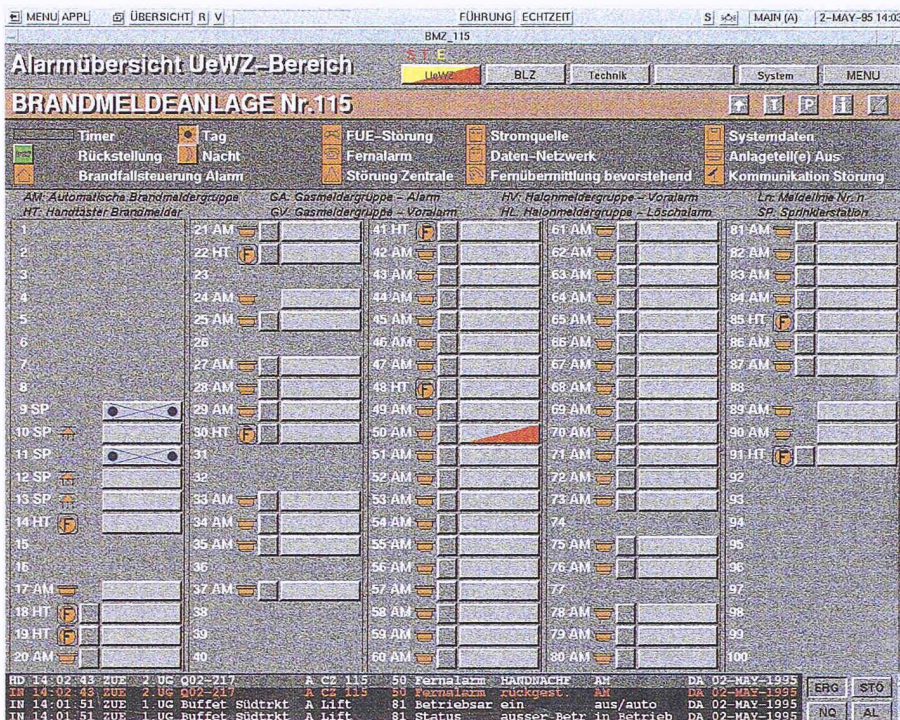 MENU APPL ÜBERSICHT R V FÜHRUNG ECHTZEIT S MAIN (A) 2-MAY-95 14:03
BMZ_115
S T E
Alarmübersicht UeWZ-Bereich UeWZ BLZ Technik System MENU
BRANDMELDEANLAGE Nr.115 T P i
Timer Tag FUE-Störung Stromquelle Systemdaten
Rückstellung Nacht Fernalarm Daten-Netzwerk Anlageteil(e) Aus
Brandfallsteuerung Alarm Störung Zentrale Fernübermittlung bevorstehend Kommunikation Störung
AM: Automatische Brandmeldergruppe GA: Gasmeldergruppe - Alarm HV: Halonmeldergruppe - Voralarm Ln: Meldelinie Nr. n
HT: Handtaster Brandmelder GV: Gasmeldergruppe - Voralarm HL: Halonmeldergruppe - Löschalarm SP: Sprinklerstation
1 21 AM 41 HT F 61 AM 81 AM
2 22 HT F 42 AM 62 AM 82 AM
3 23 43 AM 63 AM 83 AM
4 24 AM 44 AM 64 AM 84 AM
5 25 AM 45 AM 65 AM 85 HT F
6 26 46 AM 66 AM 86 AM
7 27 AM 47 AM 67 AM 87 AM
8 28 AM 48 HT F 68 AM 88
9 SP 29 AM 49 AM 69 AM 89 AM
10 SP 30 HT F 50 AM 70 AM 90 AM
11 SP 31 51 AM 71 AM 91 HT F
12 SP 32 52 AM 72 AM 92
13 SP 33 AM 53 AM 73 AM 93
14 HT F 34 AM 54 AM 74 94
15 35 AM 55 AM 75 AM 95
16 36 56 AM 76 AM 96
17 AM 37 AM 57 AM 77 97
18 HT F 38 58 AM 78 AM 98
19 HT F 39 59 AM 79 AM 99
20 AM 40 60 AM 80 AM 100
HD 14:02:43 ZUE 2.UG Q02-217 A CZ 115 50 Fernalarm HANDNACHF AM DA 02-MAY-1995
IN 14:02:43 ZUE 2.UG Q02-217 A CZ 115 50 Fernalarm rückgest. AM DA 02-MAY-1995
IN 14:01:51 ZUE 1.UG Buffet Südtrkt A Lift 81 Betriebsar ein aus/auto DA 02-MAY-1995
IN 14:01:51 ZUE 1.UG Buffet Südtrkt A Lift 81 Status ausser Betr in Betrieb DA 02-MAY-1995
ERG STO
NQ AL